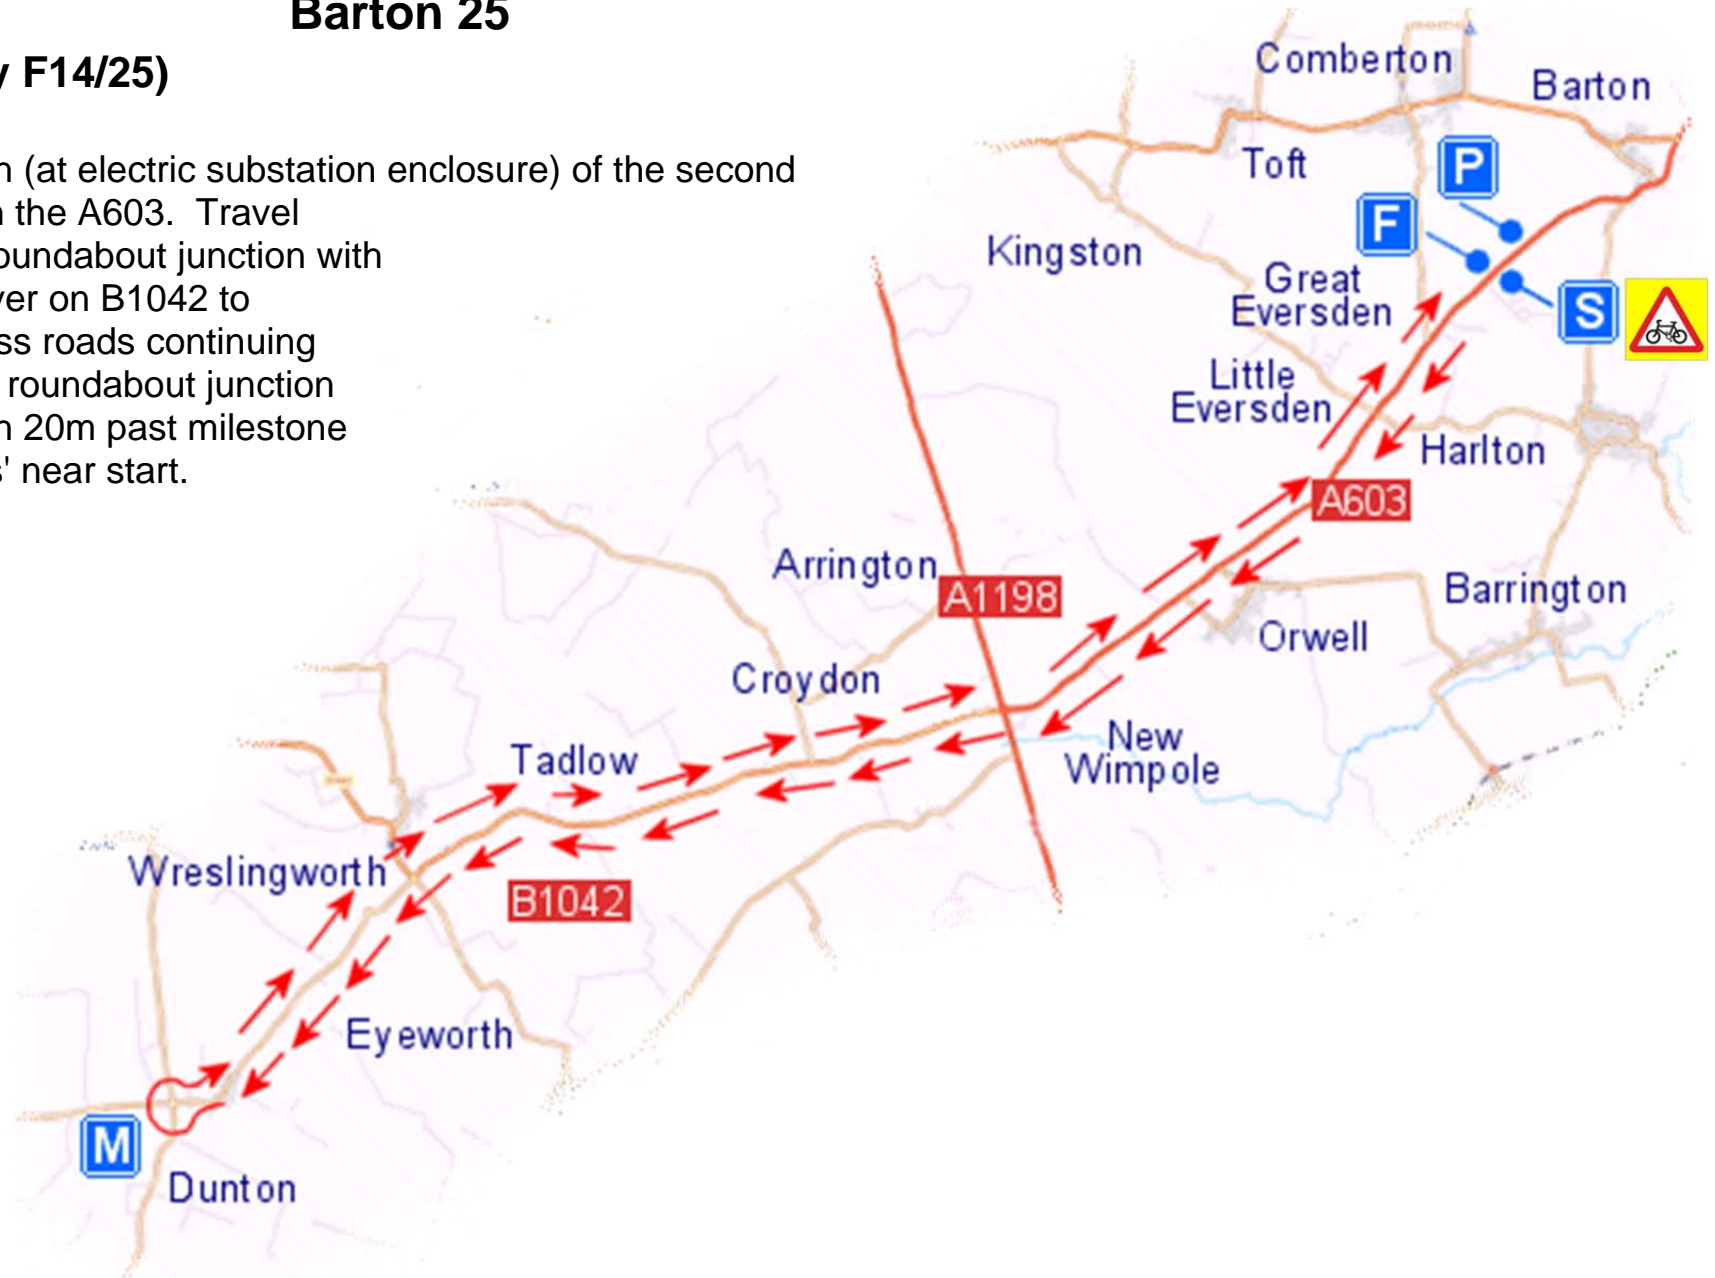 Barton 25
y F14/25)
n (at electric substation enclosure) of the second
n the A603.  Travel
oundabout junction with
ver on B1042 to
ss roads continuing
roundabout junction
n 20m past milestone
s' near start.
Comberton
Barton
Toft
P
F
Kingston
Great
Eversden
S
Little
Eversden
Harlton
A603
Arrington
A1198
Barrington
Orwell
Croydon
New
Wimpole
Tadlow
Wreslingworth
B1042
Eyeworth
M
Dunton